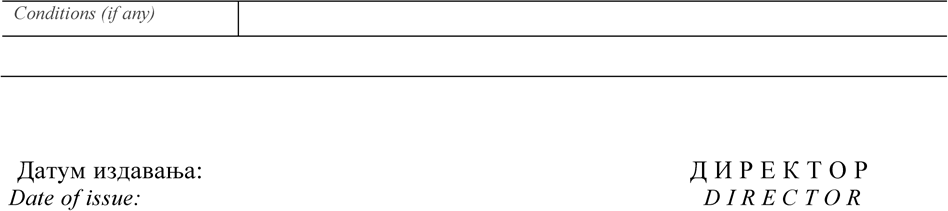 Conditions (if any)
Датум издавања: Д И Р Е К Т О Р
Date of issue: D I R E C T O R